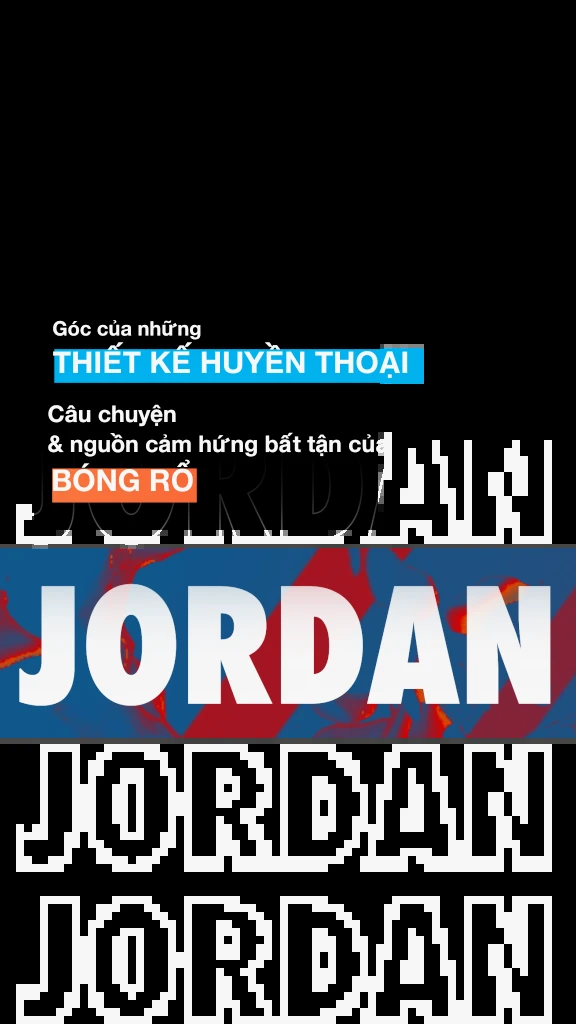 Góc của những
THIẾT KẾ HUYỀN THOẠI
Câu chuyện
& nguồn cảm hứng bất tận của
BÓNG RỔ
JORDAN
JORDAN
JORDAN
JORDAN